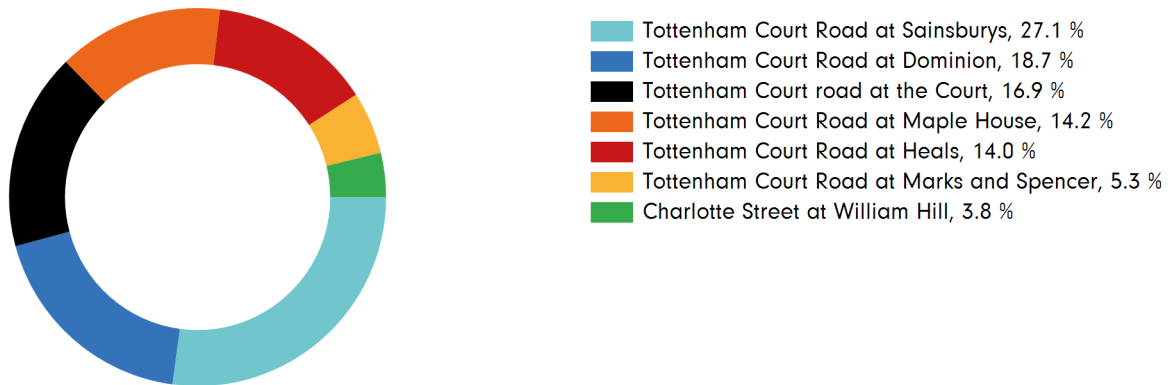 Tottenham Court Road at Sainsburys, 27.1 %
Tottenham Court Road at Dominion, 18.7 %
Tottenham Court road at the Court, 16.9 %
Tottenham Court Road at Maple House, 14.2 %
Tottenham Court Road at Heals, 14.0 %
Tottenham Court Road at Marks and Spencer, 5.3 %
Charlotte Street at William Hill, 3.8 %